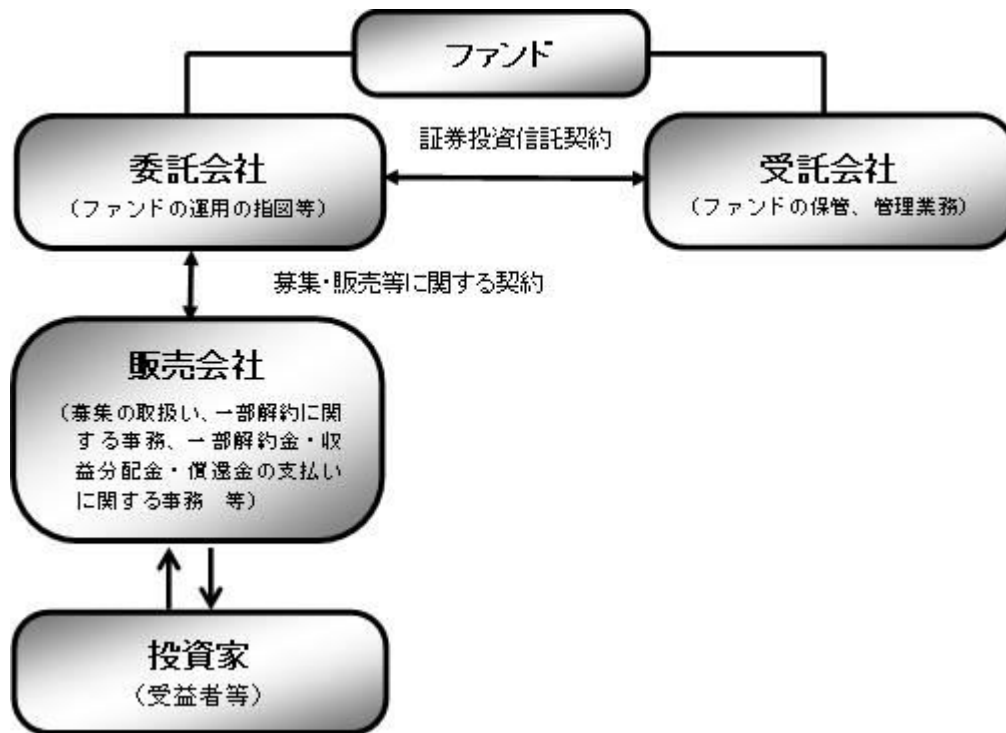 ファンド
証券投資信託契約
委託会社
（ファンドの運用の指図等）
受託会社
（ファンドの保管、管理業務）
募集・販売等に関する契約
販売会社
（募集の取扱い、一部解約に関
する事務、一部解約金・収
益分配金・償還金の支払い
に関する事務　等）
投資家
（受益者等）